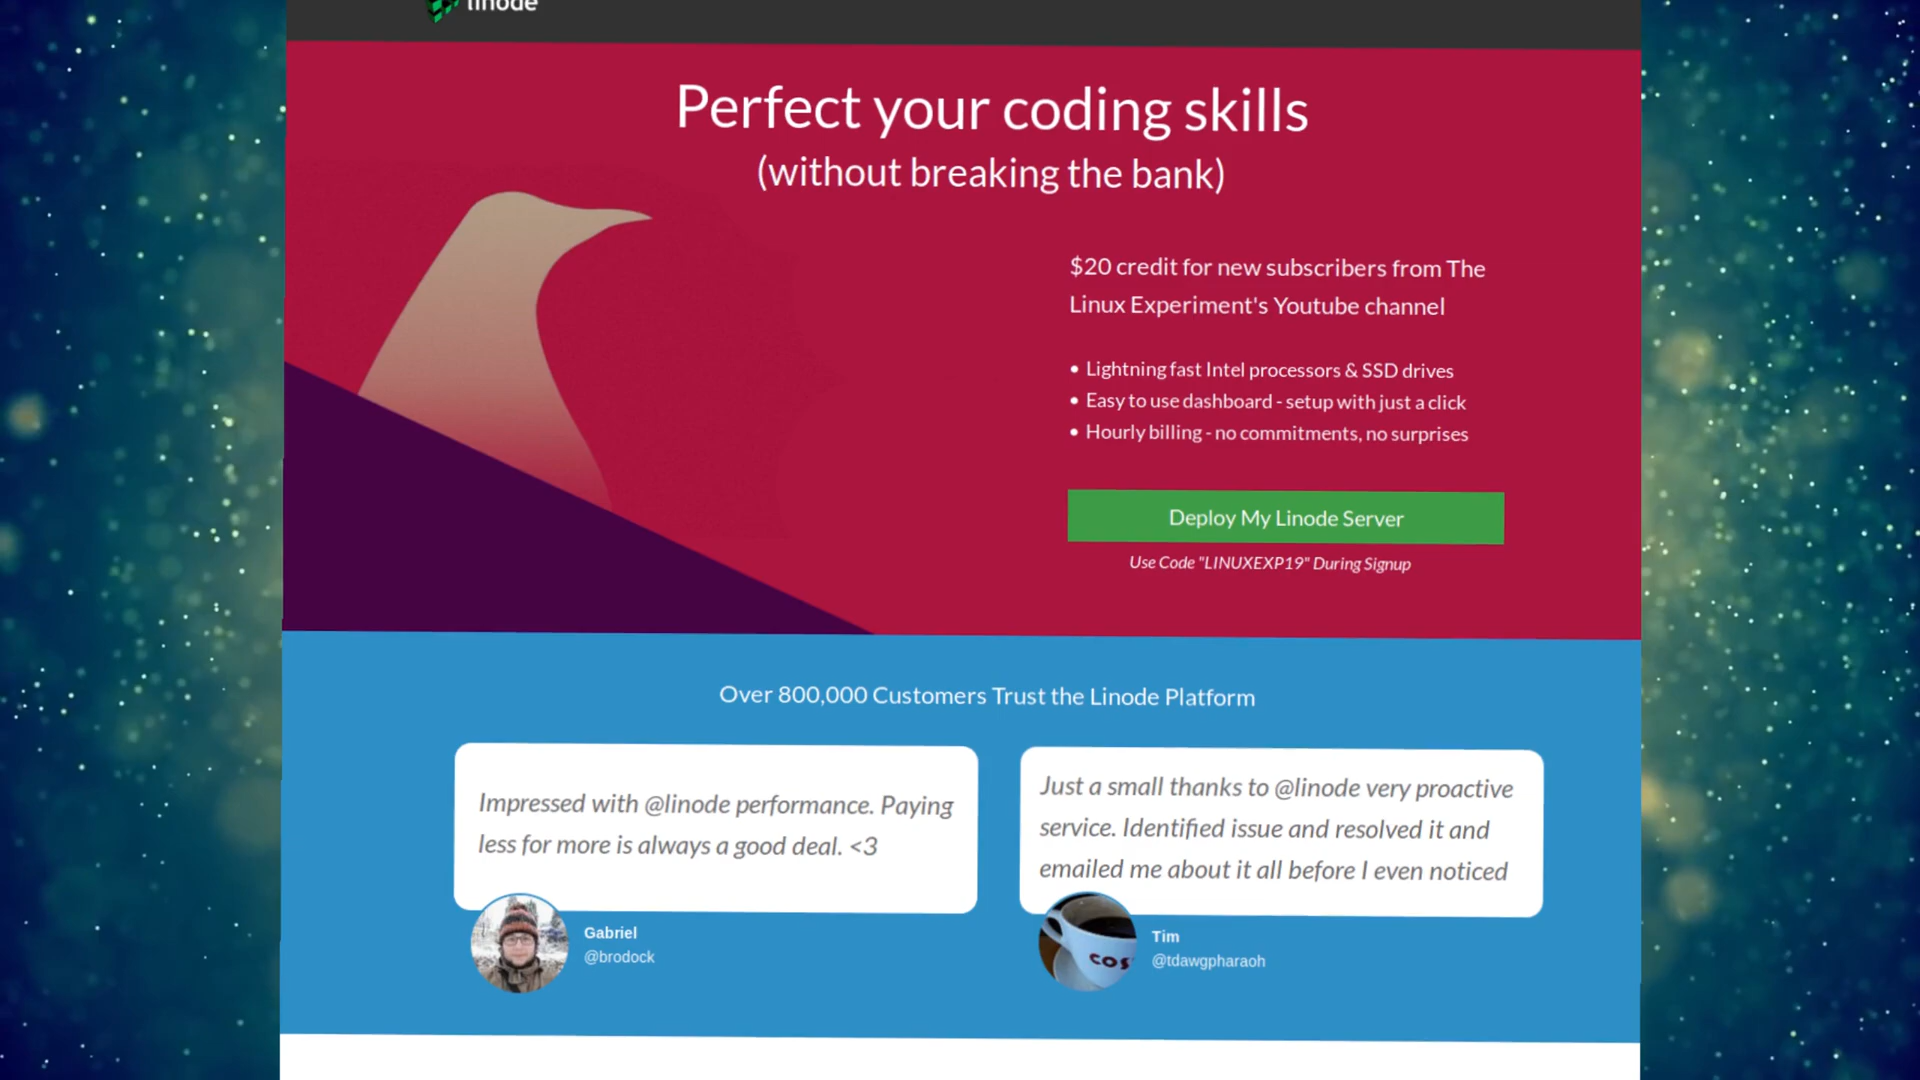 linode
Perfect your coding skills
(without breaking the bank)
$20 credit for new subscribers from The
Linux Experiment's Youtube channel
• Lightning fast Intel processors & SSD drives
• Easy to use dashboard - setup with just a click
• Hourly billing - no commitments, no surprises
Deploy My Linode Server
Use Code "LINUXEXP19" During Signup
Over 800,000 Customers Trust the Linode Platform
Impressed with @linode performance. Paying
less for more is always a good deal. <3
Gabriel
@brodock
Just a small thanks to @linode very proactive
service. Identified issue and resolved it and
emailed me about it all before I even noticed
COS
Tim
@tdawgpharaoh